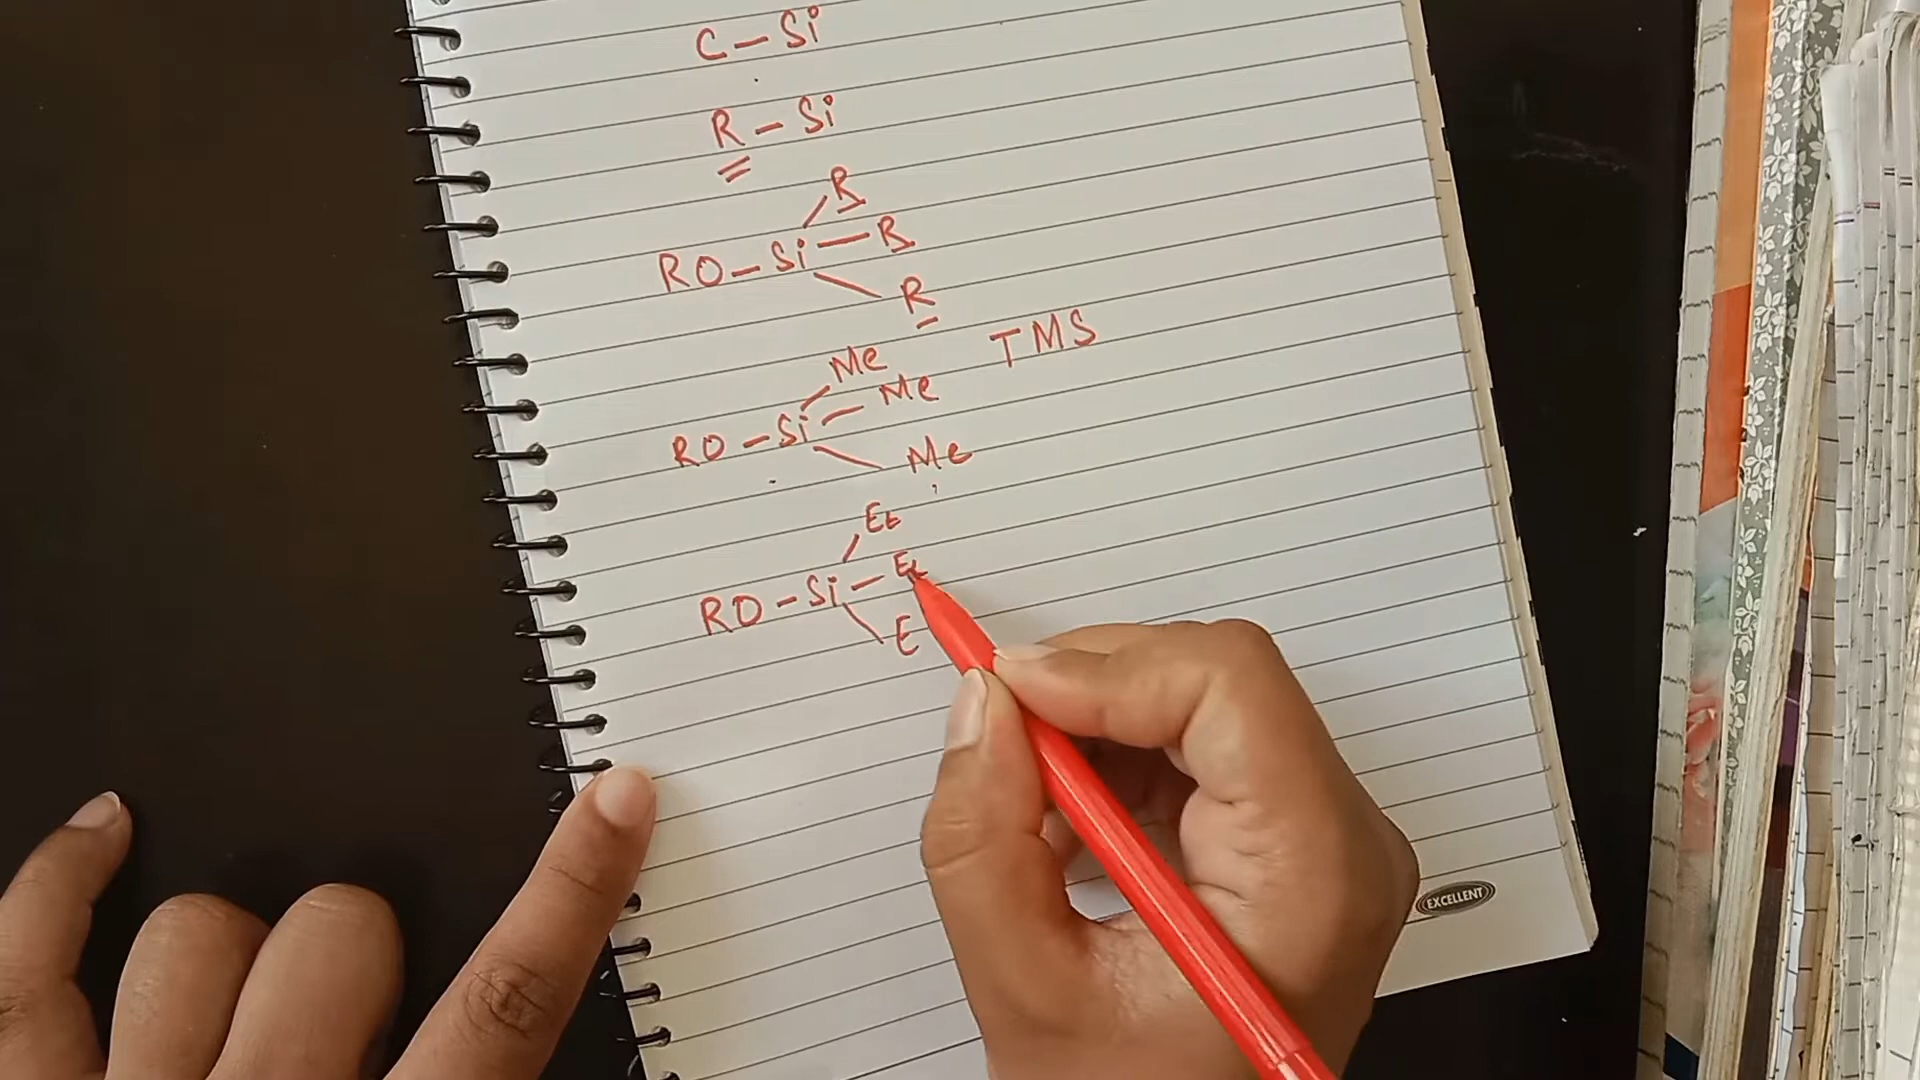 C - Si
R - Si
R
RO - Si - R
R
TMS
Me
Me
RO - Si
Me
Et
Et
RO - Si -
E
EXCELLENT